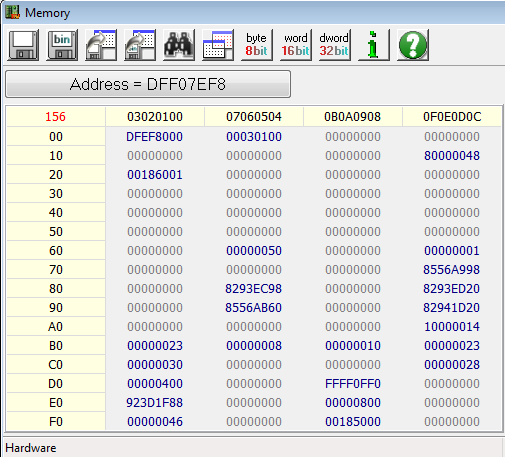 Memory
bin
byte 8bit
word 16bit
dword 32bit
Address = DFF07EF8
156 03020100 07060504 0B0A0908 0F0E0D0C
00 DFEF8000 00030100 00000000 00000000
10 00000000 00000000 00000000 80000048
20 00186001 00000000 00000000 00000000
30 00000000 00000000 00000000 00000000
40 00000000 00000000 00000000 00000000
50 00000000 00000000 00000000 00000000
60 00000000 00000050 00000000 00000001
70 00000000 00000000 00000000 8556A998
80 00000000 8293EC98 00000000 8293ED20
90 00000000 8556AB60 00000000 82941D20
A0 00000000 00000000 00000000 10000014
B0 00000023 00000008 00000010 00000023
C0 00000030 00000000 00000000 00000028
D0 00000400 00000000 FFFF0FF0 00000000
E0 923D1F88 00000000 00000800 00000000
F0 00000046 00000000 00185000 00000000
Hardware